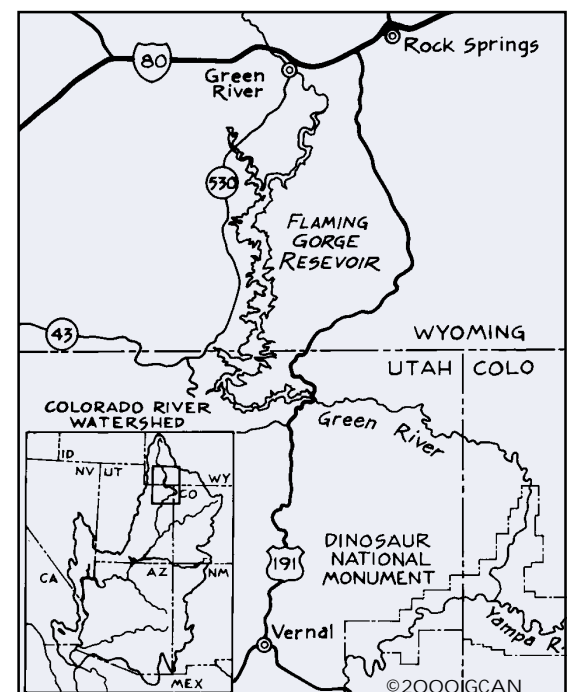 80
Rock Springs
Green
River
530
FLAMING
GORGE
RESEVOIR
43
WYOMING
UTAH
COLO
COLORADO RIVER
WATERSHED
Green River
ID
NV
UT
WY
CO
CA
AZ
NM
MEX
191
DINOSAUR
NATIONAL
MONUMENT
Vernal
Yampa R.
©2000IGCAN